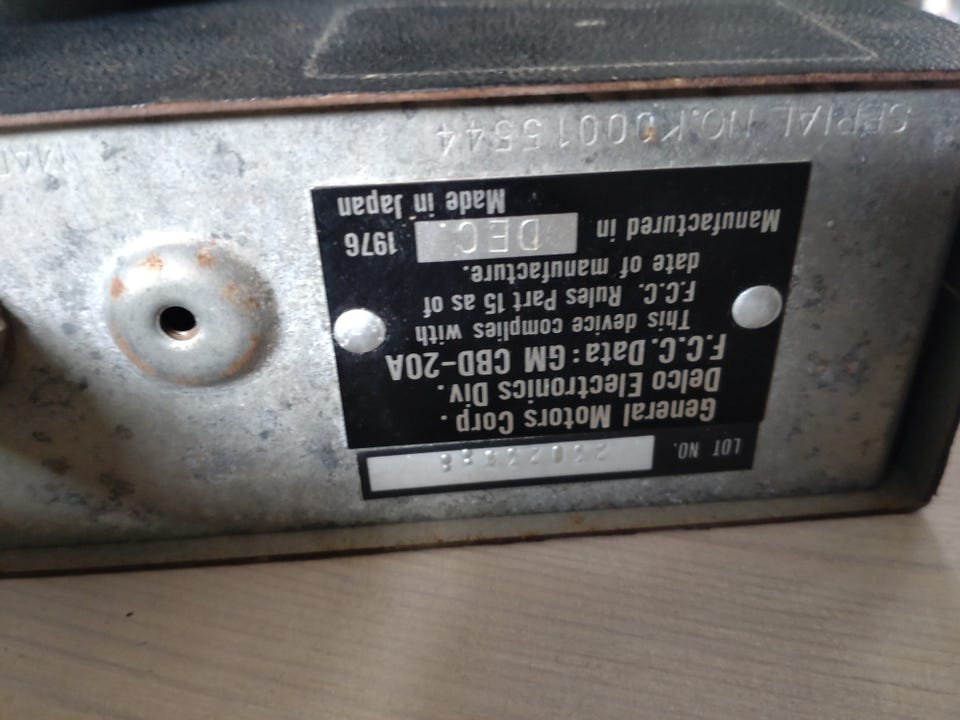 LOT NO.
General Motors Corp.
Delco Electronics Div.
F.C.C. Data: GM CBD-20A
This device complies with
F.C.C. Rules Part 15 as of
date of manufacture.
Manufactured in DEC. 1976
Made in Japan
SERIAL NO.K00015544